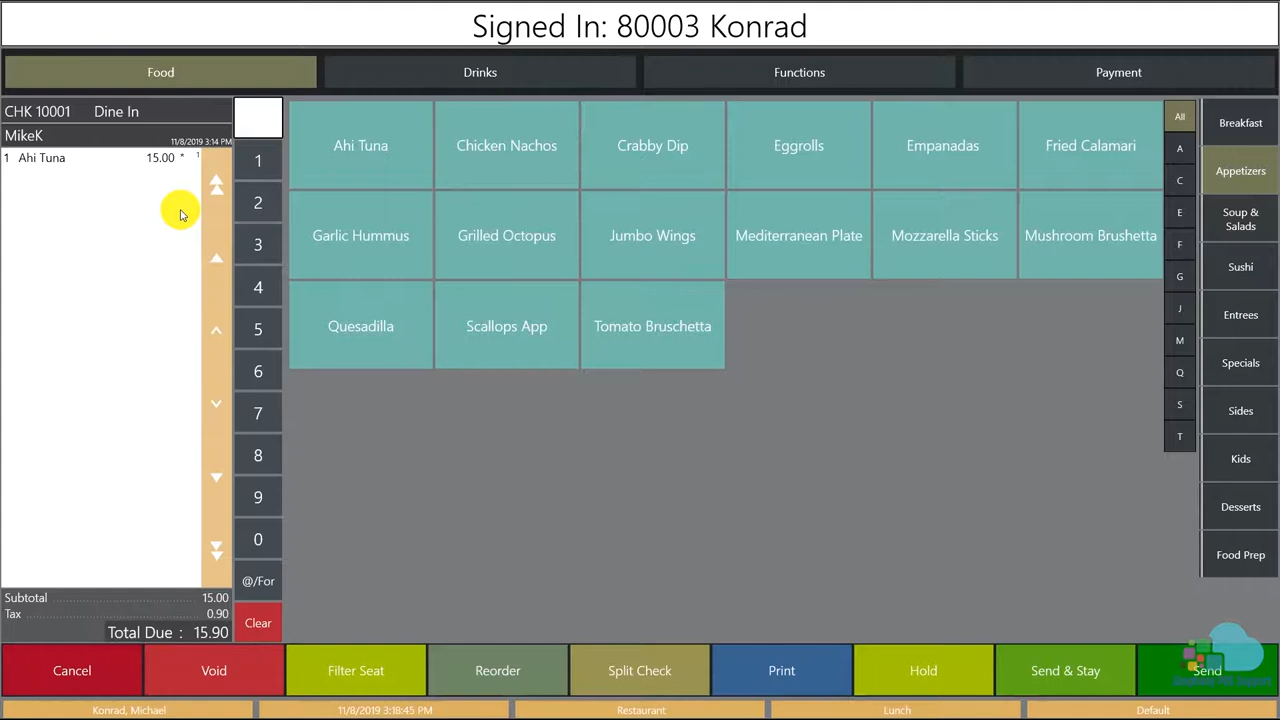 Signed In: 80003 Konrad
Food
Drinks
Functions
Payment
CHK 10001 Dine In
MikeK
11/8/2019 3:14 PM
1 Ahi Tuna 15.00 * 1
Subtotal 15.00
Tax 0.90
Total Due : 15.90
1
2
3
4
5
6
7
8
9
0
@/For
Clear
Ahi Tuna
Chicken Nachos
Crabby Dip
Eggrolls
Empanadas
Fried Calamari
Garlic Hummus
Grilled Octopus
Jumbo Wings
Mediterranean Plate
Mozzarella Sticks
Mushroom Brushetta
Quesadilla
Scallops App
Tomato Bruschetta
All
A
C
E
F
G
J
M
Q
S
T
Breakfast
Appetizers
Soup &
Salads
Sushi
Entrees
Specials
Sides
Kids
Desserts
Food Prep
Cancel
Void
Filter Seat
Reorder
Split Check
Print
Hold
Send & Stay
Send
Konrad, Michael
11/8/2019 3:18:45 PM
Restaurant
Lunch
Default